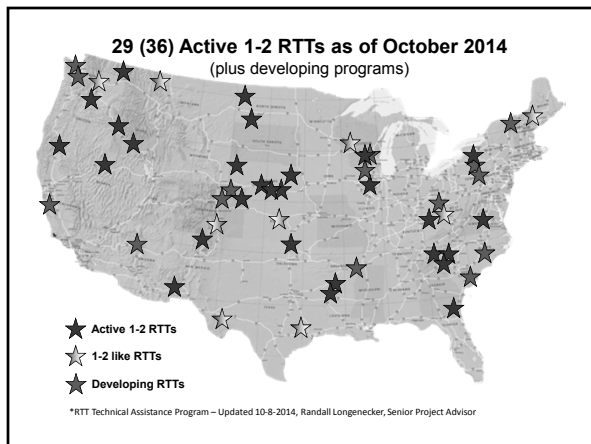 29 (36) Active 1-2 RTTs as of October 2014
(plus developing programs)
Active 1-2 RTTs
1-2 like RTTs
Developing RTTs
*RTT Technical Assistance Program – Updated 10-8-2014, Randall Longenecker, Senior Project Advisor